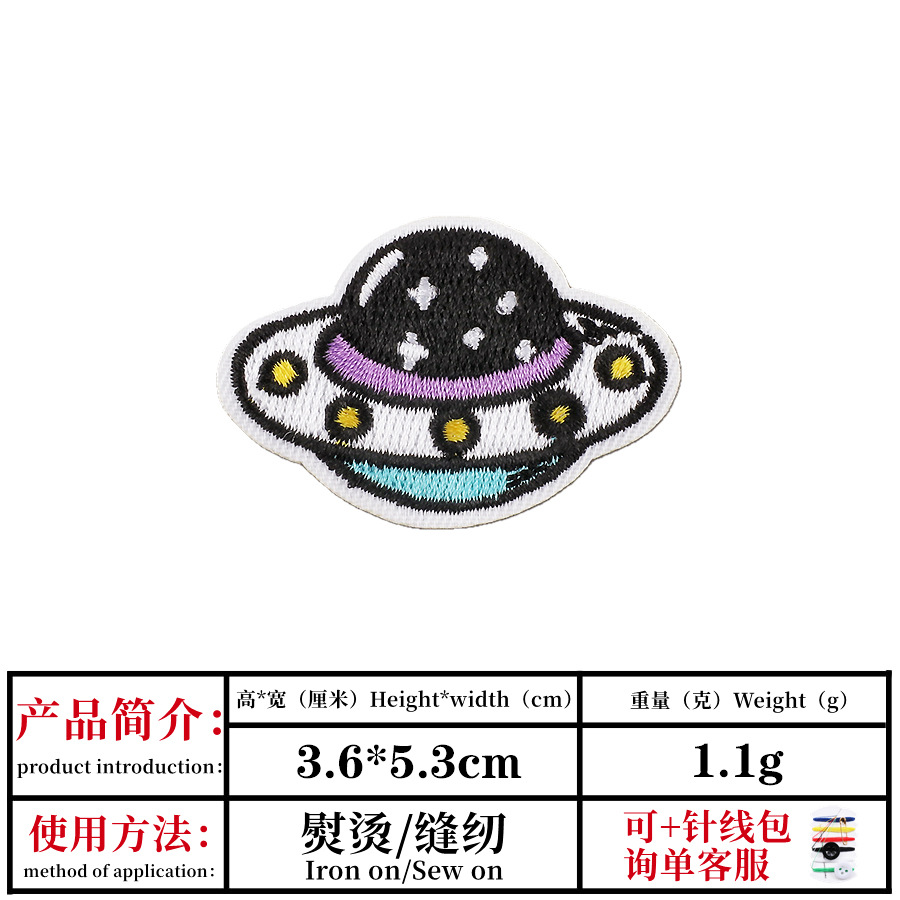 产品简介：
product introduction：
高*宽（厘米）Height*width（cm）
重量（克）Weight（g）
3.6*5.3cm
1.1g
使用方法：
method of application：
熨烫/缝纫
Iron on/Sew on
可+针线包
询单客服